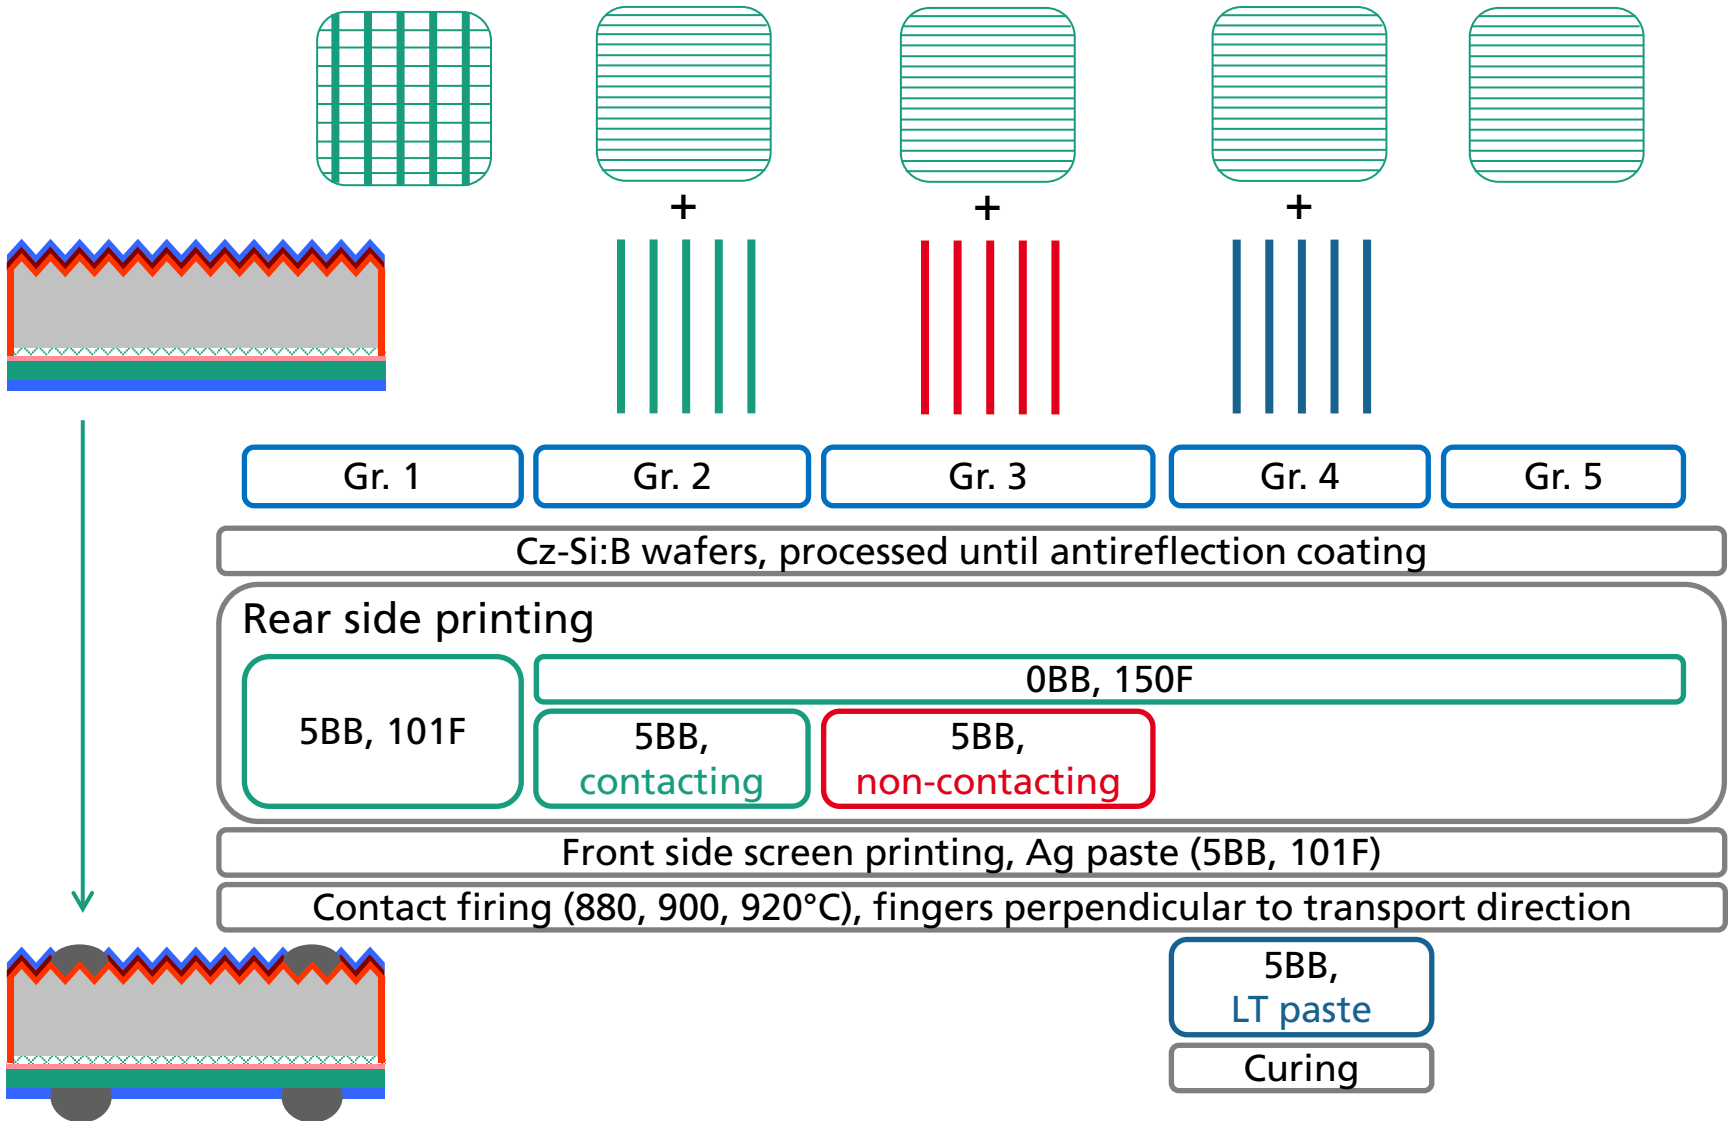 +
+
+
Gr. 1
Gr. 2
Gr. 3
Gr. 4
Gr. 5
Cz-Si:B wafers, processed until antireflection coating
Rear side printing
5BB, 101F
0BB, 150F
5BB,
contacting
5BB,
non-contacting
Front side screen printing, Ag paste (5BB, 101F)
Contact firing (880, 900, 920°C), fingers perpendicular to transport direction
5BB,
LT paste
Curing